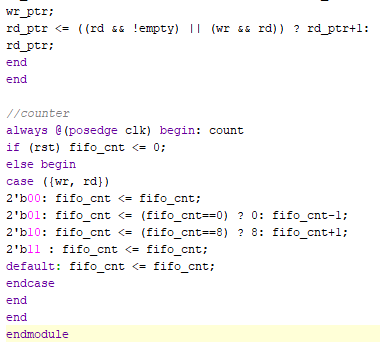 wr_ptr;
rd_ptr <= ((rd && !empty) || (wr && rd)) ? rd_ptr+1:
rd_ptr;
end
end
//counter
always @(posedge clk) begin: count
if (rst) fifo_cnt <= 0;
else begin
case ({wr, rd})
2'b00: fifo_cnt <= fifo_cnt;
2'b01: fifo_cnt <= (fifo_cnt==0) ? 0: fifo_cnt-1;
2'b10: fifo_cnt <= (fifo_cnt==8) ? 8: fifo_cnt+1;
2'b11 : fifo_cnt <= fifo_cnt;
default: fifo_cnt <= fifo_cnt;
endcase
end
end
endmodule